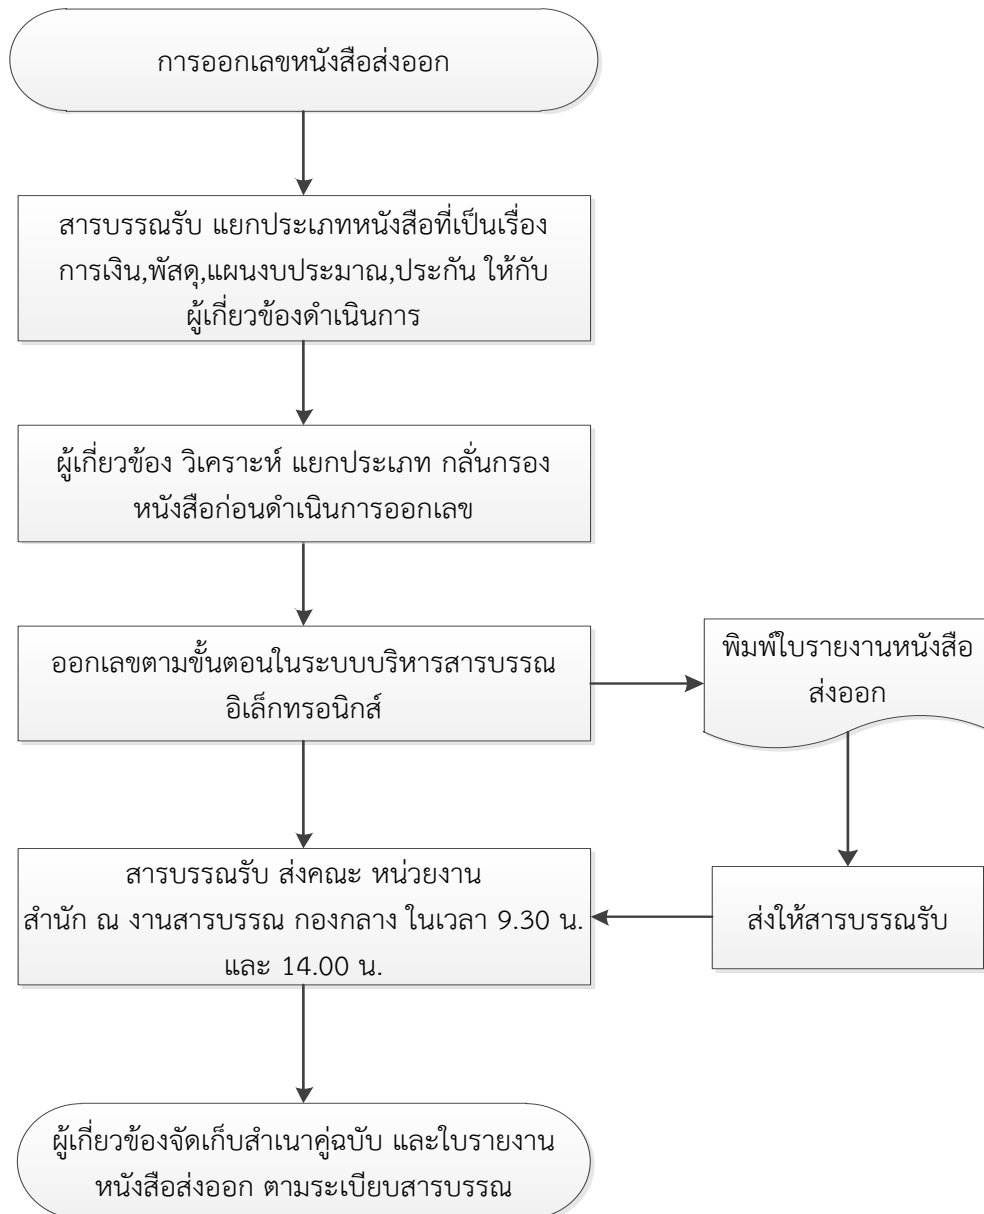 การออกเลขหนังสือส่งออก
สารบรรณรับ แยกประเภทหนังสือที่เป็นเรื่อง
การเงิน,พัสดุ,แผนงบประมาณ,ประกัน ให้กับ
ผู้เกี่ยวข้องดำเนินการ
ผู้เกี่ยวข้อง วิเคราะห์ แยกประเภท กลั่นกรอง
หนังสือก่อนดำเนินการออกเลข
ออกเลขตามขั้นตอนในระบบบริหารสารบรรณ
อิเล็กทรอนิกส์
พิมพ์ใบรายงานหนังสือ
ส่งออก
ส่งให้สารบรรณรับ
สารบรรณรับ ส่งคณะ หน่วยงาน
สำนัก ณ งานสารบรรณ กองกลาง ในเวลา 9.30 น.
และ 14.00 น.
ผู้เกี่ยวข้องจัดเก็บสำเนาคู่ฉบับ และใบรายงาน
หนังสือส่งออก ตามระเบียบสารบรรณ